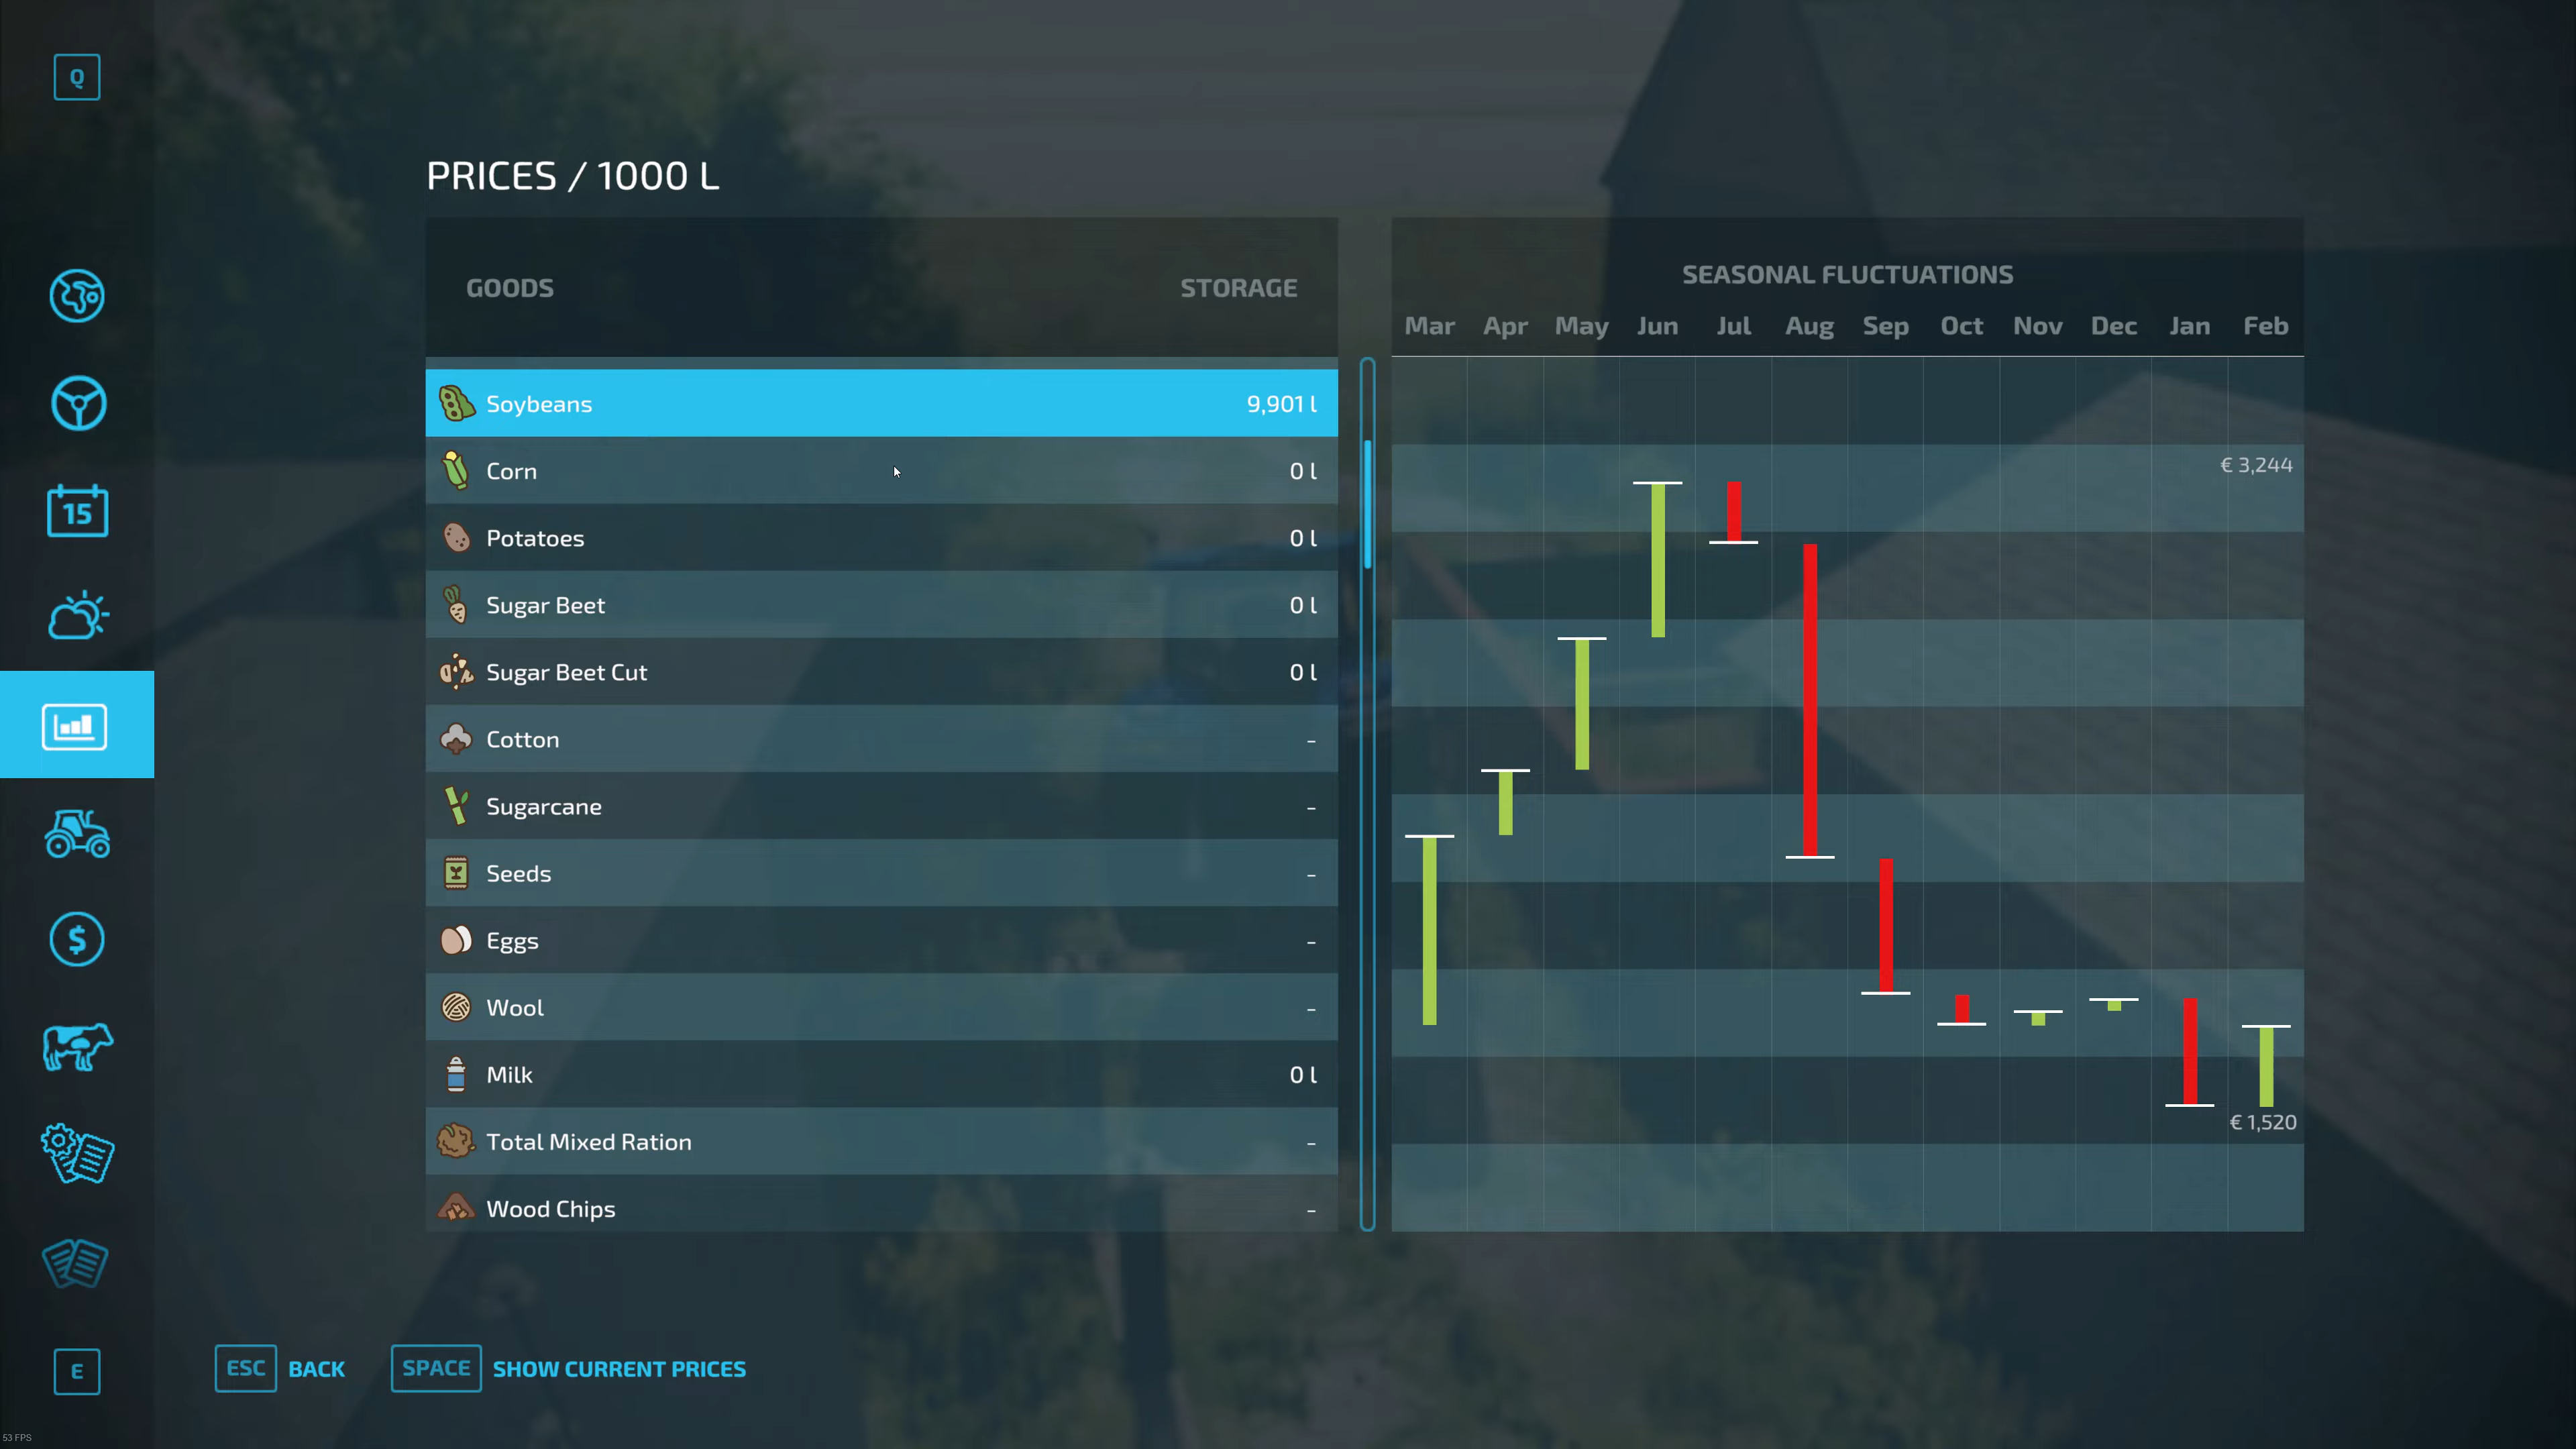 Q
PRICES / 1000 L
GOODS STORAGE
SEASONAL FLUCTUATIONS
Mar Apr May Jun Jul Aug Sep Oct Nov Dec Jan Feb
Soybeans 9,901 l
Corn 0 l
Potatoes 0 l
Sugar Beet 0 l
Sugar Beet Cut 0 l
Cotton -
Sugarcane -
Seeds -
Eggs -
Wool -
Milk 0 l
Total Mixed Ration -
Wood Chips -
€ 3,244
€ 1,520
15
$
E
ESC BACK SPACE SHOW CURRENT PRICES
53 FPS